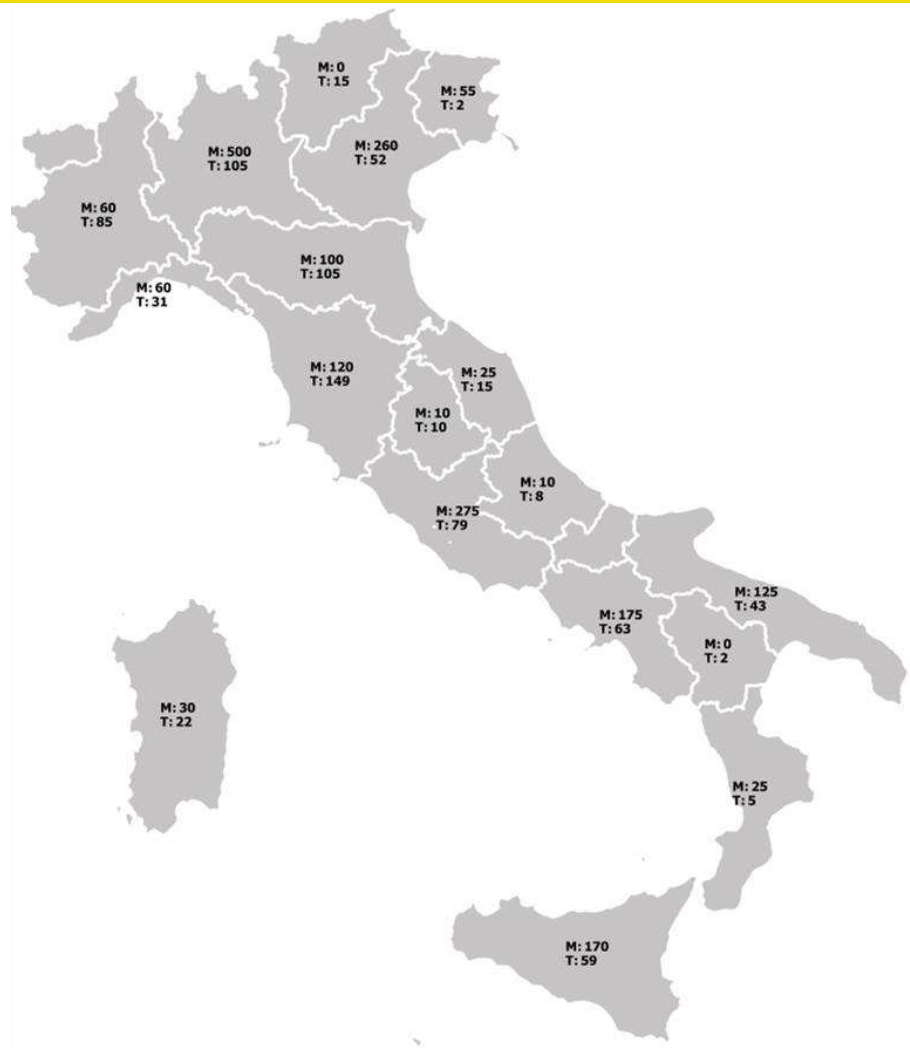 M: 0
T: 15
M: 55
T: 2
M: 260
T: 52
M: 500
T: 105
M: 60
T: 85
M: 100
T: 105
M: 60
T: 31
M: 120
T: 149
M: 25
T: 15
M: 10
T: 10
M: 10
T: 8
M: 275
T: 79
M: 125
T: 43
M: 175
T: 63
M: 0
T: 2
M: 30
T: 22
M: 25
T: 5
M: 170
T: 59